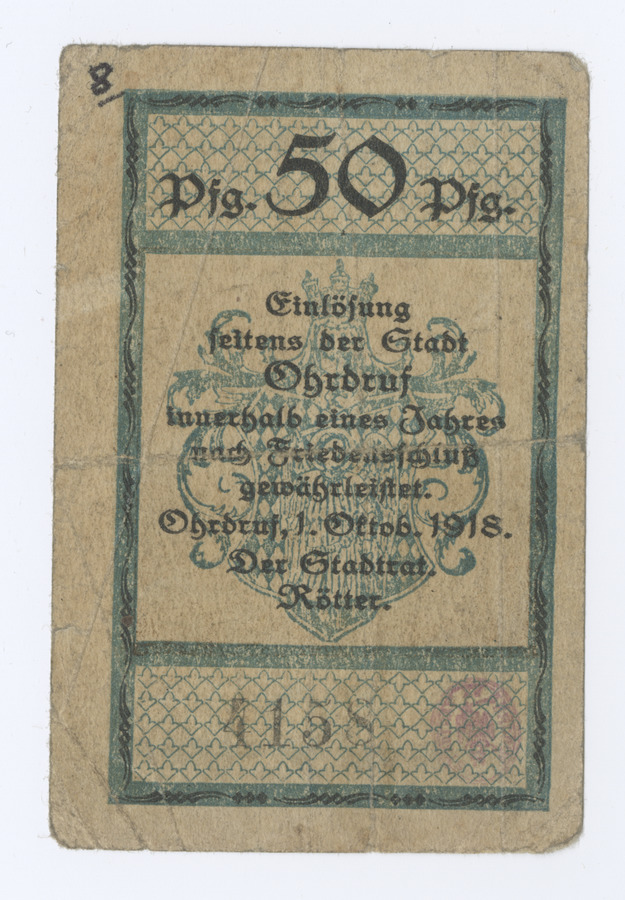 8
Pfg. 50 Pfg.
Einlösung
seitens der Stadt
Ohrdruf
innerhalb eines Jahres
nach Friedensschluß
gewährleistet.
Ohrdruf, 1. Oktob. 1918.
Der Stadtrat.
Rötter.
4158